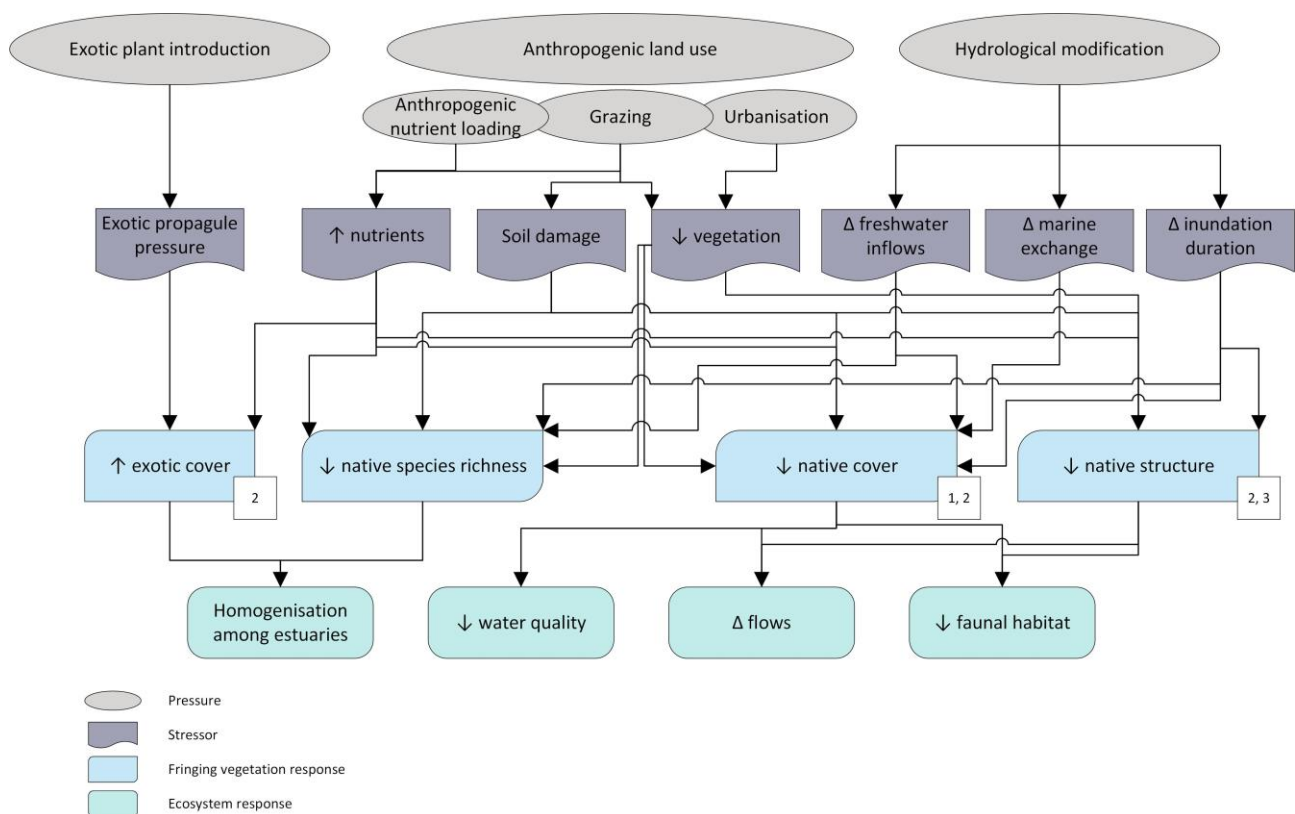 Exotic plant introduction
Anthropogenic land use
Hydrological modification
Anthropogenic
nutrient loading
Grazing
Urbanisation
Exotic propagule
pressure
↑ nutrients
Soil damage
↓ vegetation
Δ freshwater
inflows
Δ marine
exchange
Δ inundation
duration
↑ exotic cover
2
↓ native species richness
↓ native cover
1, 2
↓ native structure
2, 3
Homogenisation
among estuaries
↓ water quality
Δ flows
↓ faunal habitat
Pressure
Stressor
Fringing vegetation response
Ecosystem response